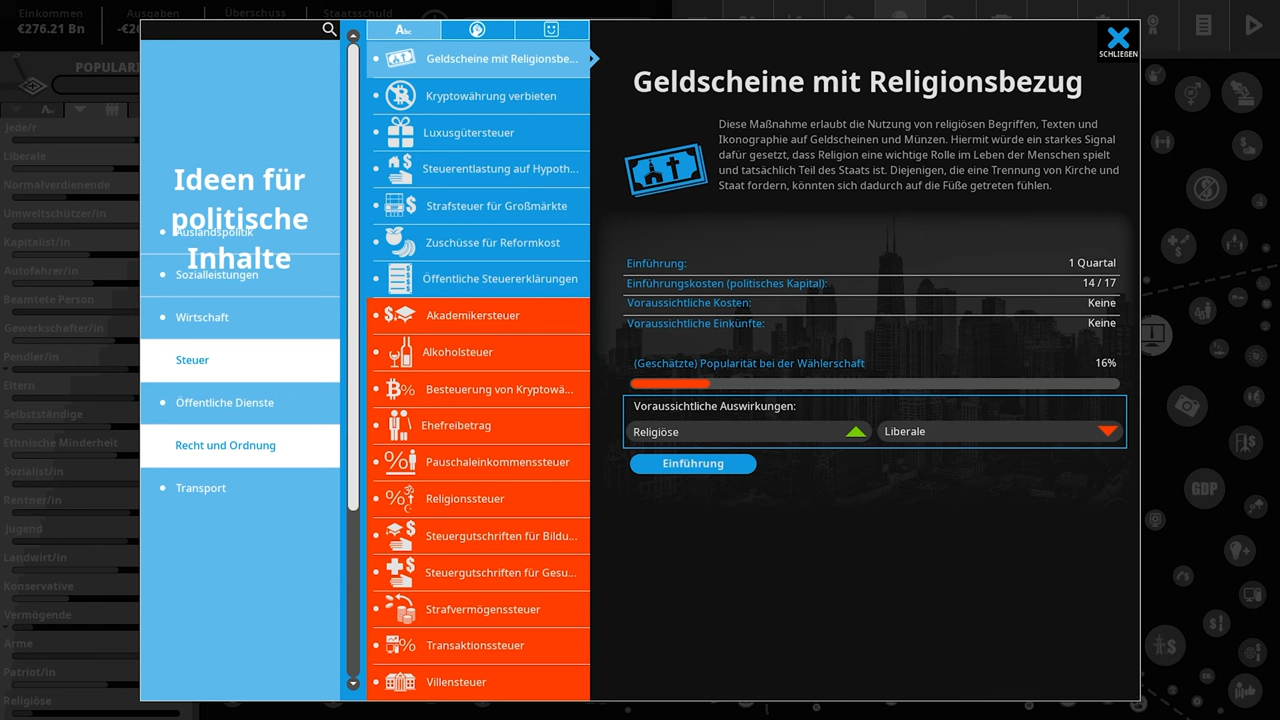 Einkommen
€276.21 Bn
Ausgaben
Überschuss
Staatsschuld
POPULARI
Jede/r
Liberale
Normalverdienende
Umweltschützer/in
Kapitalist/in
Autofahrer/in
Beamtete Person
Gewerkschafter/in
Pendler/in
Eltern
Selbstständige
Ethnische Minderheit
Sozialist/in
Rentner/in
Jugend
Landwirt/in
Konservative
Vermögende
Arme
Patriot/in
Religiöse
Ideen für
politische
Inhalte
Auslandspolitik
Sozialleistungen
Wirtschaft
Steuer
Öffentliche Dienste
Recht und Ordnung
Transport
Abc
Geldscheine mit Religionsbe...
Kryptowährung verbieten
Luxusgütersteuer
Steuerentlastung auf Hypoth...
Strafsteuer für Großmärkte
Zuschüsse für Reformkost
Öffentliche Steuererklärungen
Akademikersteuer
Alkoholsteuer
Besteuerung von Kryptowä...
Ehefreibetrag
Pauschaleinkommenssteuer
Religionssteuer
Steuergutschriften für Bildu...
Steuergutschriften für Gesu...
Strafvermögenssteuer
Transaktionssteuer
Villensteuer
SCHLIEßEN
Geldscheine mit Religionsbezug
Diese Maßnahme erlaubt die Nutzung von religiösen Begriffen, Texten und
Ikonographie auf Geldscheinen und Münzen. Hiermit würde ein starkes Signal
dafür gesetzt, dass Religion eine wichtige Rolle im Leben der Menschen spielt
und tatsächlich Teil des Staats ist. Diejenigen, die eine Trennung von Kirche und
Staat fordern, könnten sich dadurch auf die Füße getreten fühlen.
Einführung: 1 Quartal
Einführungskosten (politisches Kapital): 14 / 17
Voraussichtliche Kosten: Keine
Voraussichtliche Einkünfte: Keine
(Geschätzte) Popularität bei der Wählerschaft 16%
Voraussichtliche Auswirkungen:
Religiöse Liberale
Einführung
GDP